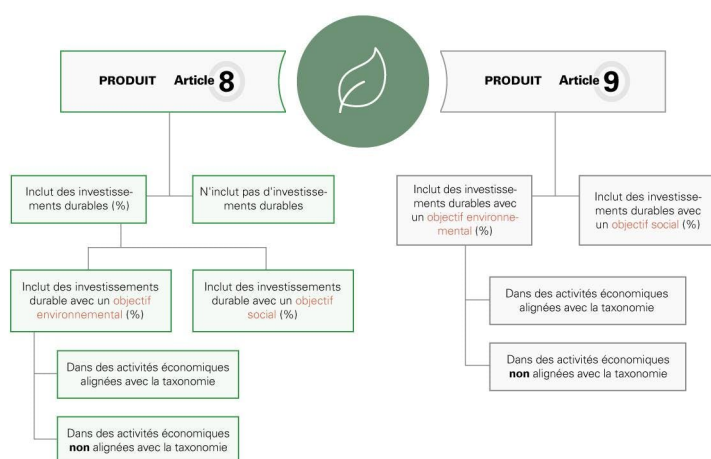 PRODUIT Article 8
PRODUIT Article 9
Inclut des investisse-
ments durables (%)
N'inclut pas d'investisse-
ments durables
Inclut des investissements
durable avec un objectif
environnemental (%)
Inclut des investissements
durable avec un objectif
social (%)
Dans des activités économiques
alignées avec la taxonomie
Dans des activités économiques
non alignées avec la taxonomie
Inclut des investisse-
ments durables avec
un objectif environne-
mental (%)
Inclut des investisse-
ments durables avec
un objectif social (%)
Dans des activités économiques
alignées avec la taxonomie
Dans des activités économiques
non alignées avec la taxonomie